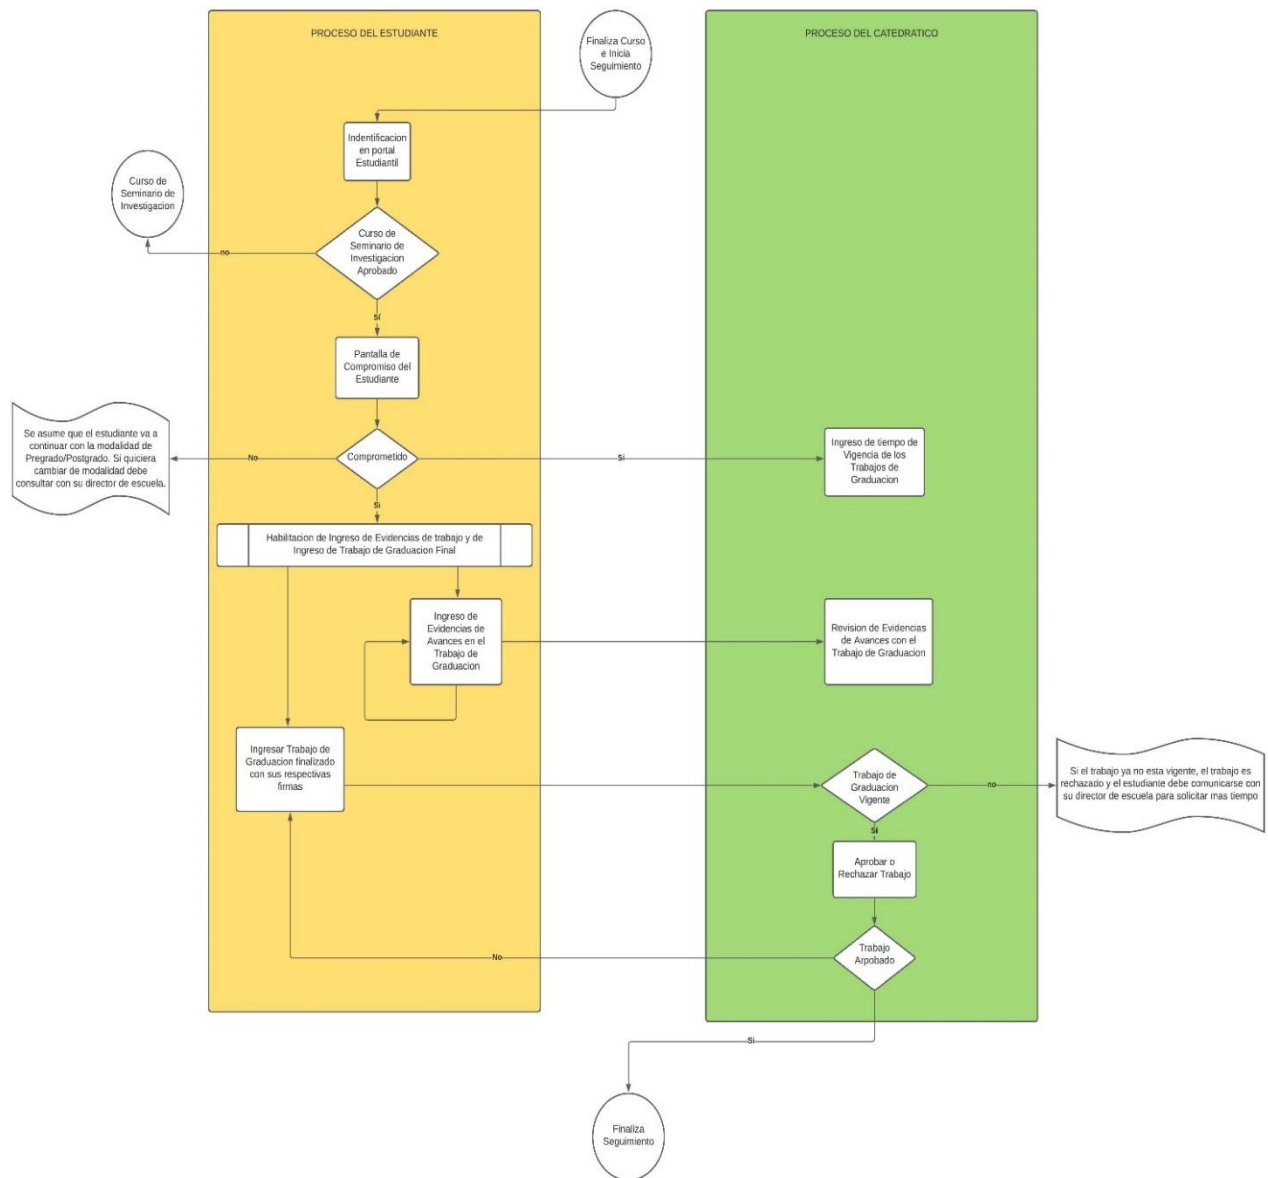 PROCESO DEL ESTUDIANTE
PROCESO DEL CATEDRATICO
Finaliza Curso
e Inicia
Seguimiento
Indentificacion
en portal
Estudiantil
Curso de
Seminario de
Investigacion
Curso de
Seminario de
Investigacion
Aprobado
no
Sí
Pantalla de
Compromiso del
Estudiante
Se asume que el estudiante va a
continuar con la modalidad de
Pregrado/Postgrado. Si quiciera
cambiar de modalidad debe
consultar con su director de escuela.
No
Comprometido
Si
Ingreso de tiempo de
Vigencia de los
Trabajos de
Graduacion
Si
Habilitacion de Ingreso de Evidencias de trabajo y de
Ingreso de Trabajo de Graduacion Final
Ingreso de
Evidencias de
Avances en el
Trabajo de
Graduacion
Revision de Evidencias
de Avances con el
Trabajo de Graduacion
Ingresar Trabajo de
Graduacion finalizado
con sus respectivas
firmas
Trabajo de
Graduacion
Vigente
no
Si el trabajo ya no esta vigente, el trabajo es
rechazado y el estudiante debe comunicarse con
su director de escuela para solicitar mas tiempo
Si
Aprobar o
Rechazar Trabajo
Trabajo
Arpobado
No
Si
Finaliza
Seguimiento